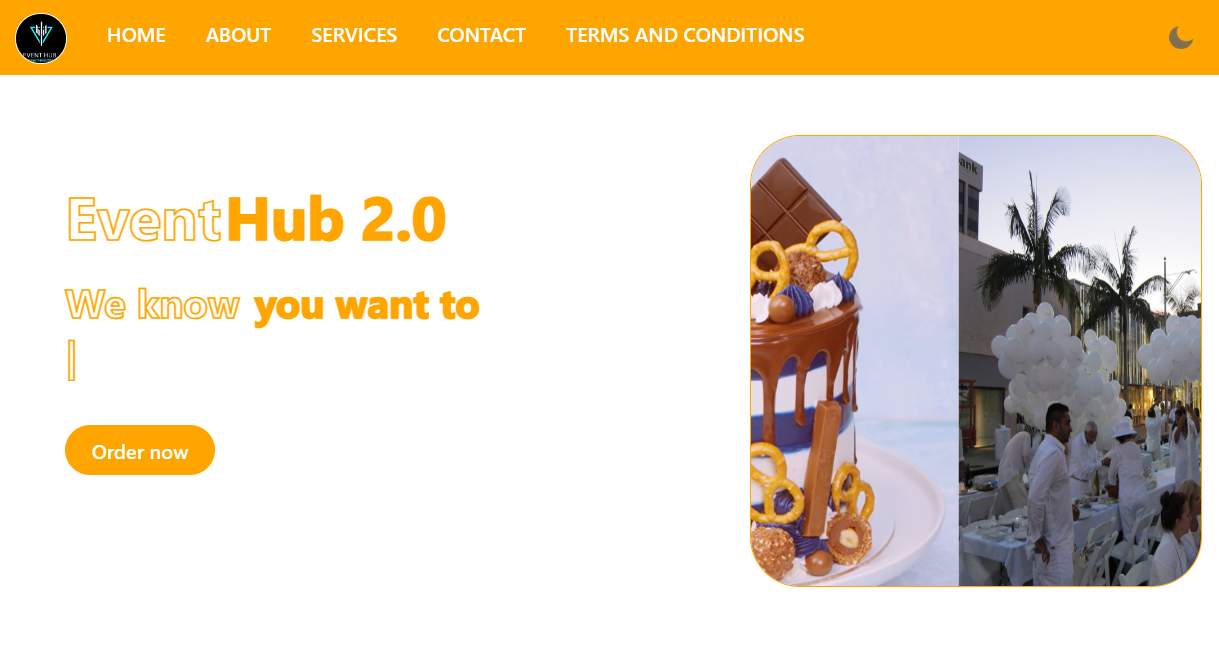 EVENT HUB
HOME ABOUT SERVICES CONTACT TERMS AND CONDITIONS
EventHub 2.0
We know you want to
Order now